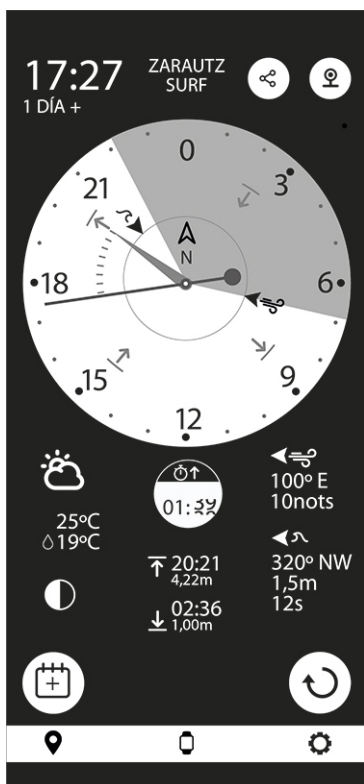 17:27
1 DÍA +
ZARAUTZ
SURF
0
3
6
9
12
15
18
21
N
25ºC
19ºC
01:
20:21
4,22m
02:36
1,00m
100º E
10nots
320º NW
1,5m
12s